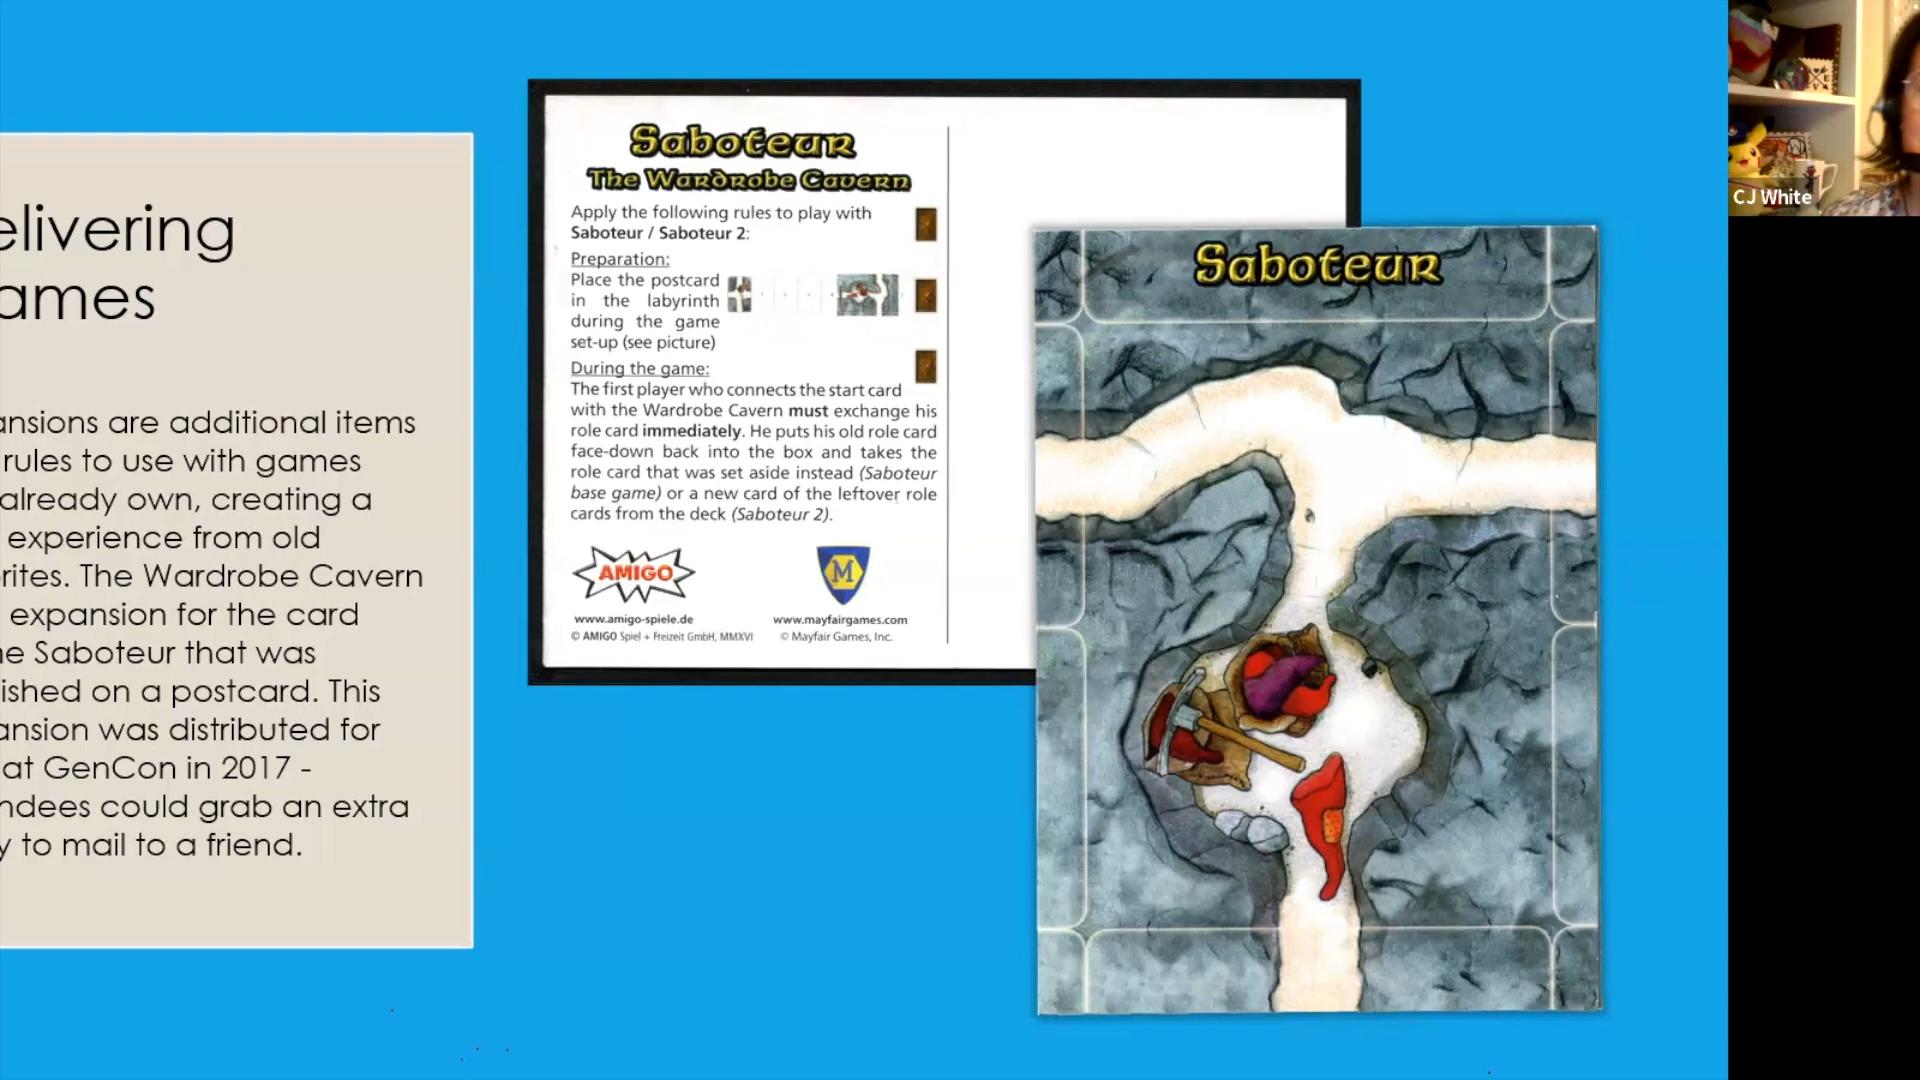 elivering
ames
ansions are additional items
rules to use with games
already own, creating a
experience from old
rites. The Wardrobe Cavern
expansion for the card
e Saboteur that was
ished on a postcard. This
ansion was distributed for
at GenCon in 2017 -
ndees could grab an extra
y to mail to a friend.
Saboteur
The Wardrobe Cavern
Apply the following rules to play with
Saboteur / Saboteur 2:
Preparation:
Place the postcard
in the labyrinth
during the game
set-up (see picture)
During the game:
The first player who connects the start card
with the Wardrobe Cavern must exchange his
role card immediately. He puts his old role card
face-down back into the box and takes the
role card that was set aside instead (Saboteur
base game) or a new card of the leftover role
cards from the deck (Saboteur 2).
AMIGO
M
www.amigo-spiele.de
www.mayfairgames.com
© AMIGO Spiel + Freizeit GmbH, MMXVI
© Mayfair Games, Inc.
Saboteur
CJ White